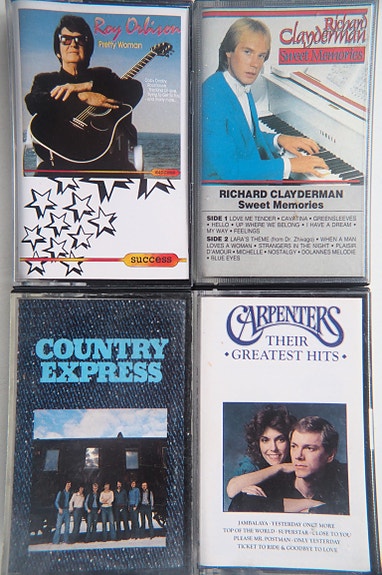 Roy Orbison
Pretty Woman
success
Richard
Clayderman
Sweet Memories
RICHARD CLAYDERMAN
Sweet Memories
SIDE 1 LOVE ME TENDER • CAVATINA • GREENSLEEVES
• HELLO • UP WHERE WE BELONG • I HAVE A DREAM •
MY WAY • FEELINGS
SIDE 2 LARA'S THEME (from Dr. Zhivago) • WHEN A MAN
LOVES A WOMAN • STRANGERS IN THE NIGHT • PLAISIR
D'AMOUR • MICHELLE • NOSTALGY • DOLANNES MELODIE
• BLUE EYES
COUNTRY
EXPRESS
CARPENTERS
THEIR
• GREATEST HITS •
JAMBALAYA · YESTERDAY ONCE MORE
TOP OF THE WORLD · SUPERSTAR · CLOSE TO YOU
PLEASE MR. POSTMAN · ONLY YESTERDAY
TICKET TO RIDE & GOODBYE TO LOVE